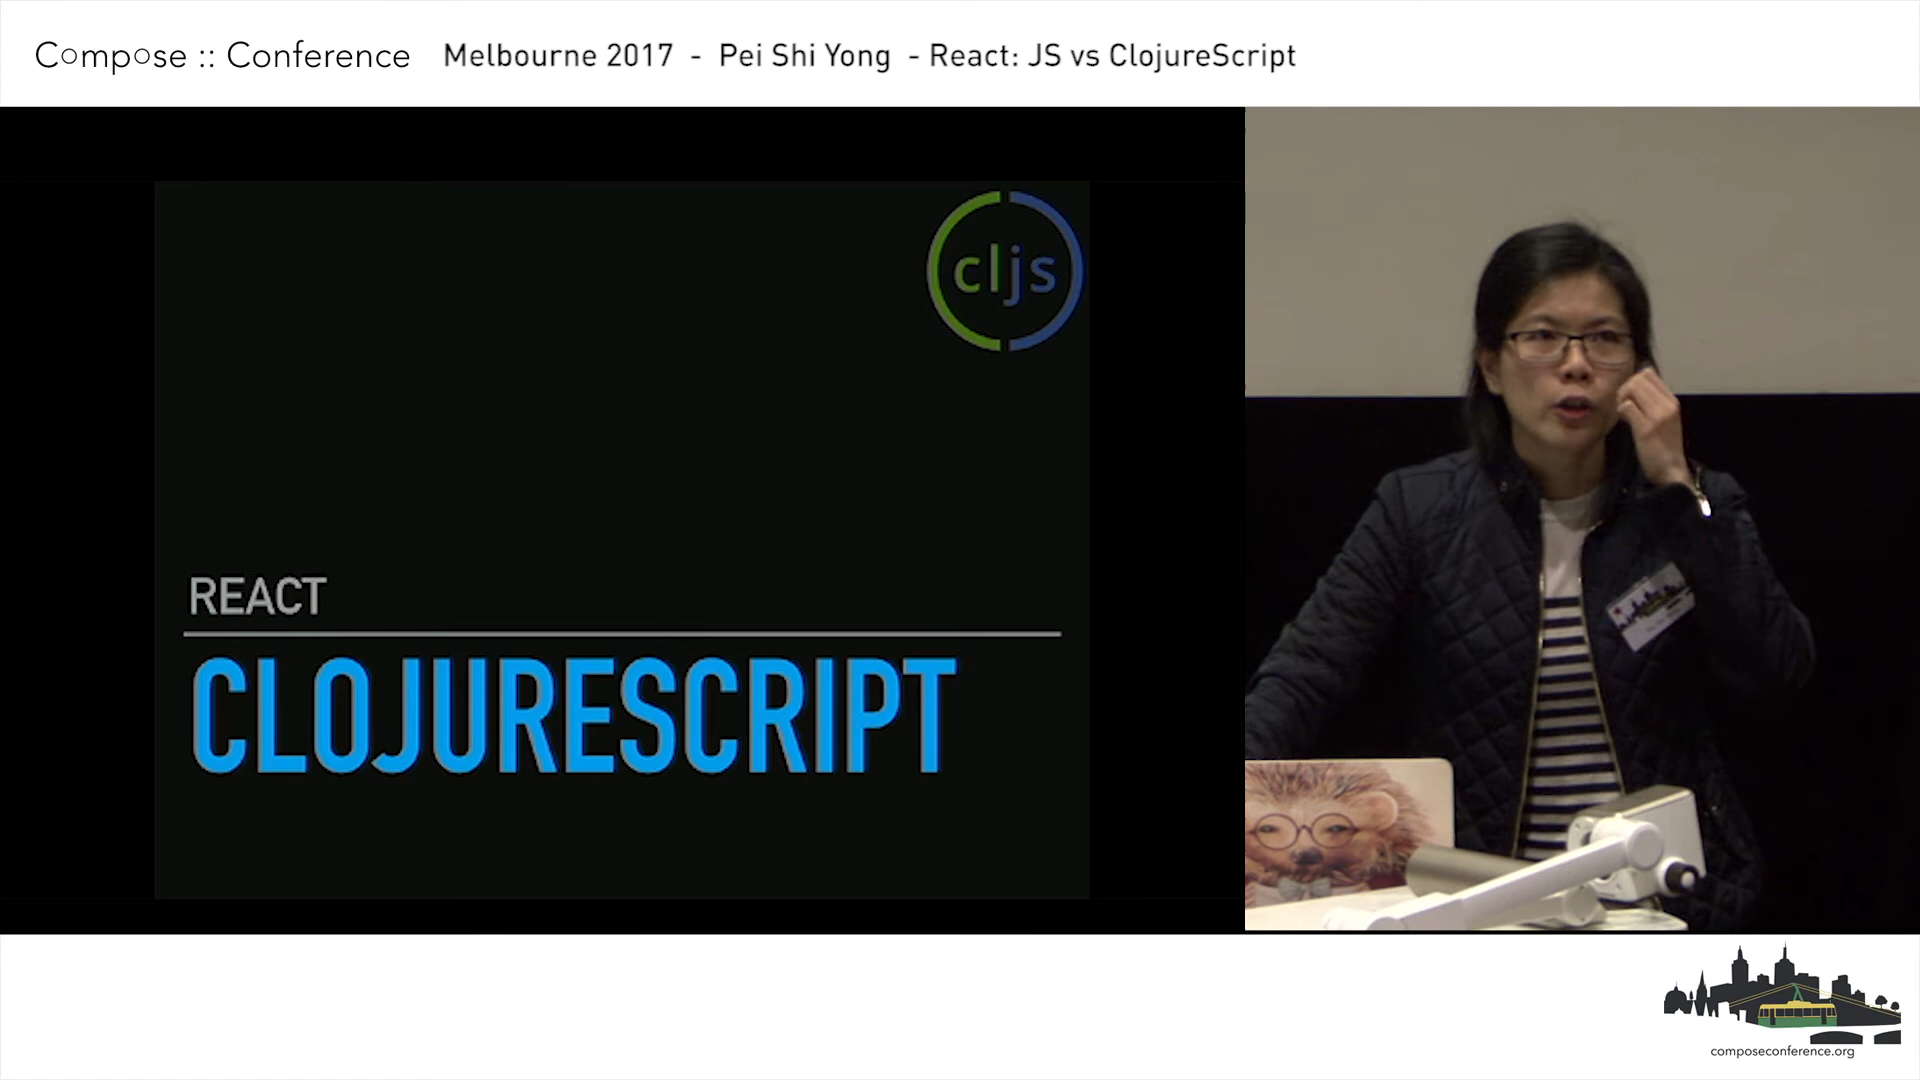 Compose :: Conference Melbourne 2017 - Pei Shi Yong - React: JS vs ClojureScript
cljs
REACT
CLOJURESCRIPT
composeconference.org